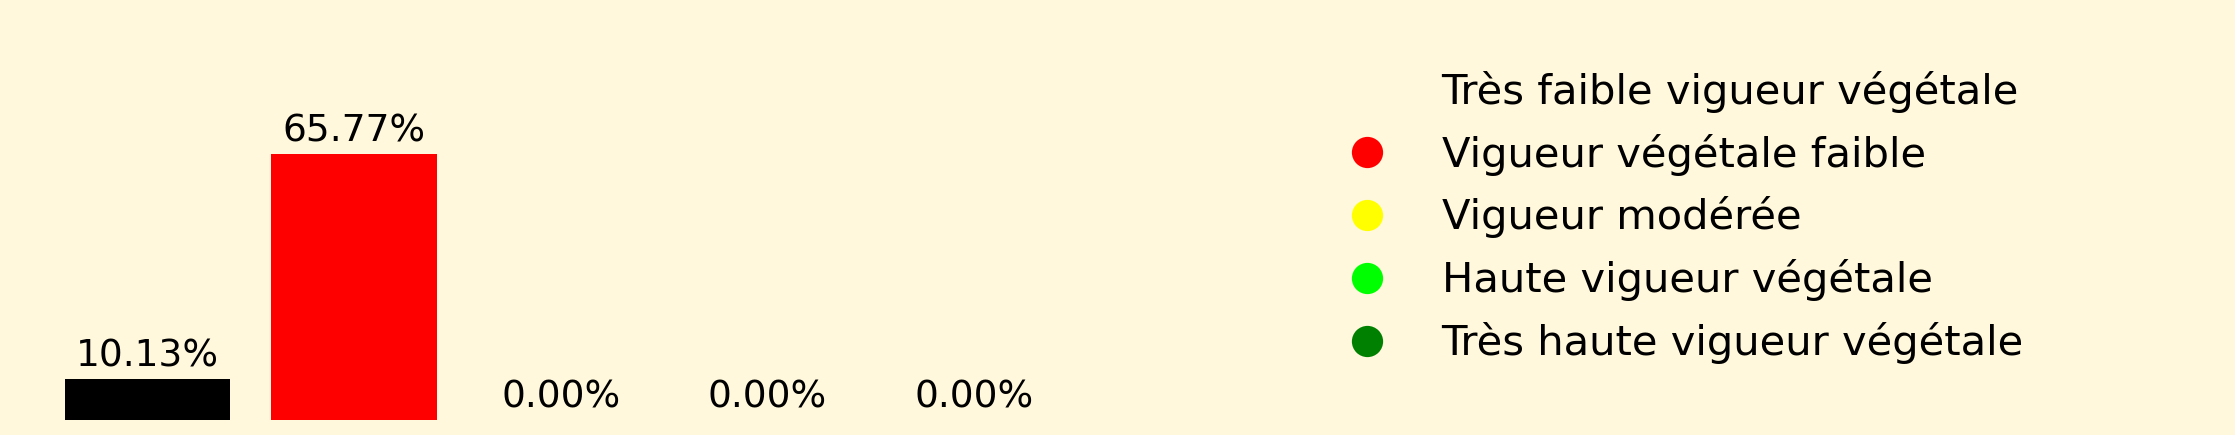 65.77%
10.13%
0.00%
0.00%
0.00%
Très faible vigueur végétale
Vigueur végétale faible
Vigueur modérée
Haute vigueur végétale
Très haute vigueur végétale